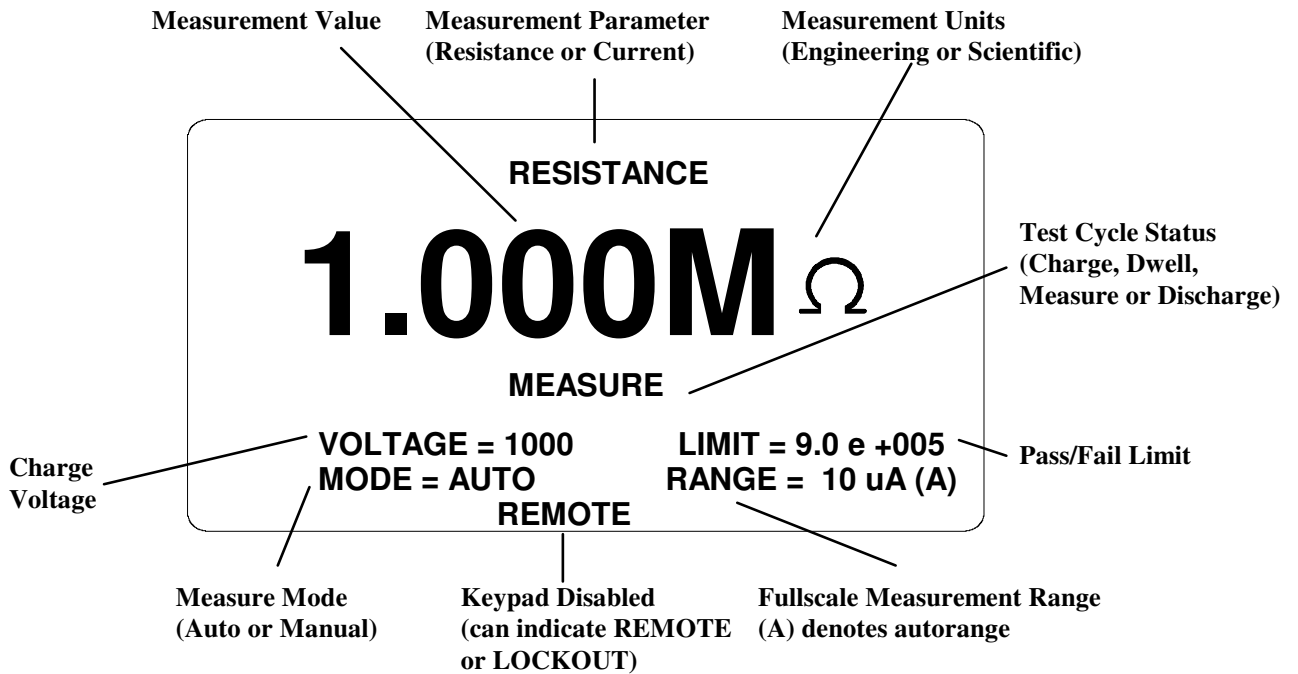 Measurement Value
Measurement Parameter
(Resistance or Current)
Measurement Units
(Engineering or Scientific)
RESISTANCE
1.000M Ω
Test Cycle Status
(Charge, Dwell,
Measure or Discharge)
MEASURE
VOLTAGE = 1000
LIMIT = 9.0 e +005
Pass/Fail Limit
Charge
Voltage
MODE = AUTO
RANGE = 10 uA (A)
REMOTE
Measure Mode
(Auto or Manual)
Keypad Disabled
(can indicate REMOTE
or LOCKOUT)
Fullscale Measurement Range
(A) denotes autorange